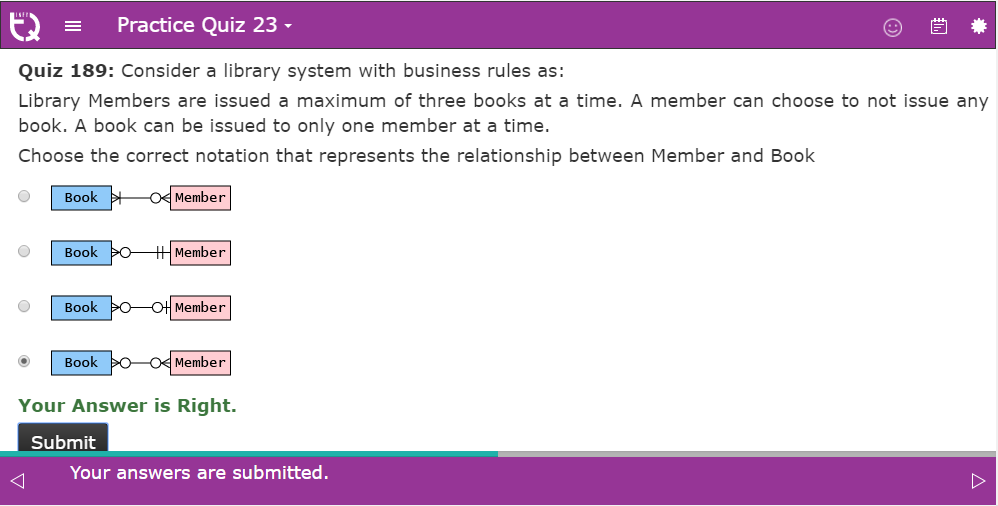 Practice Quiz 23
Quiz 189: Consider a library system with business rules as:
Library Members are issued a maximum of three books at a time. A member can choose to not issue any
book. A book can be issued to only one member at a time.
Choose the correct notation that represents the relationship between Member and Book
Book Member
Book Member
Book Member
Book Member
Your Answer is Right.
Submit
Your answers are submitted.